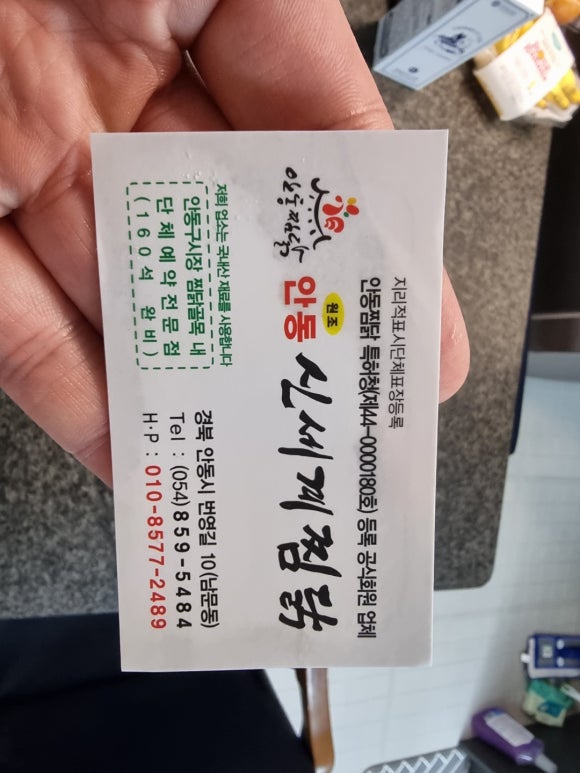 지리적표시단체표장등록
안동찜닭 특허청(제44-0000180호) 등록 공식회원 업체
안동찜닭
원조
안동 신세계찜닭
저희 업소는 국내산 재료를 사용합니다
안동구시장 찜닭골목 내
단체예약전문점
(160석 완비)
경북 안동시 번영길 10(남문동)
Tel : (054)859-5484
H·P : 010-8577-2489